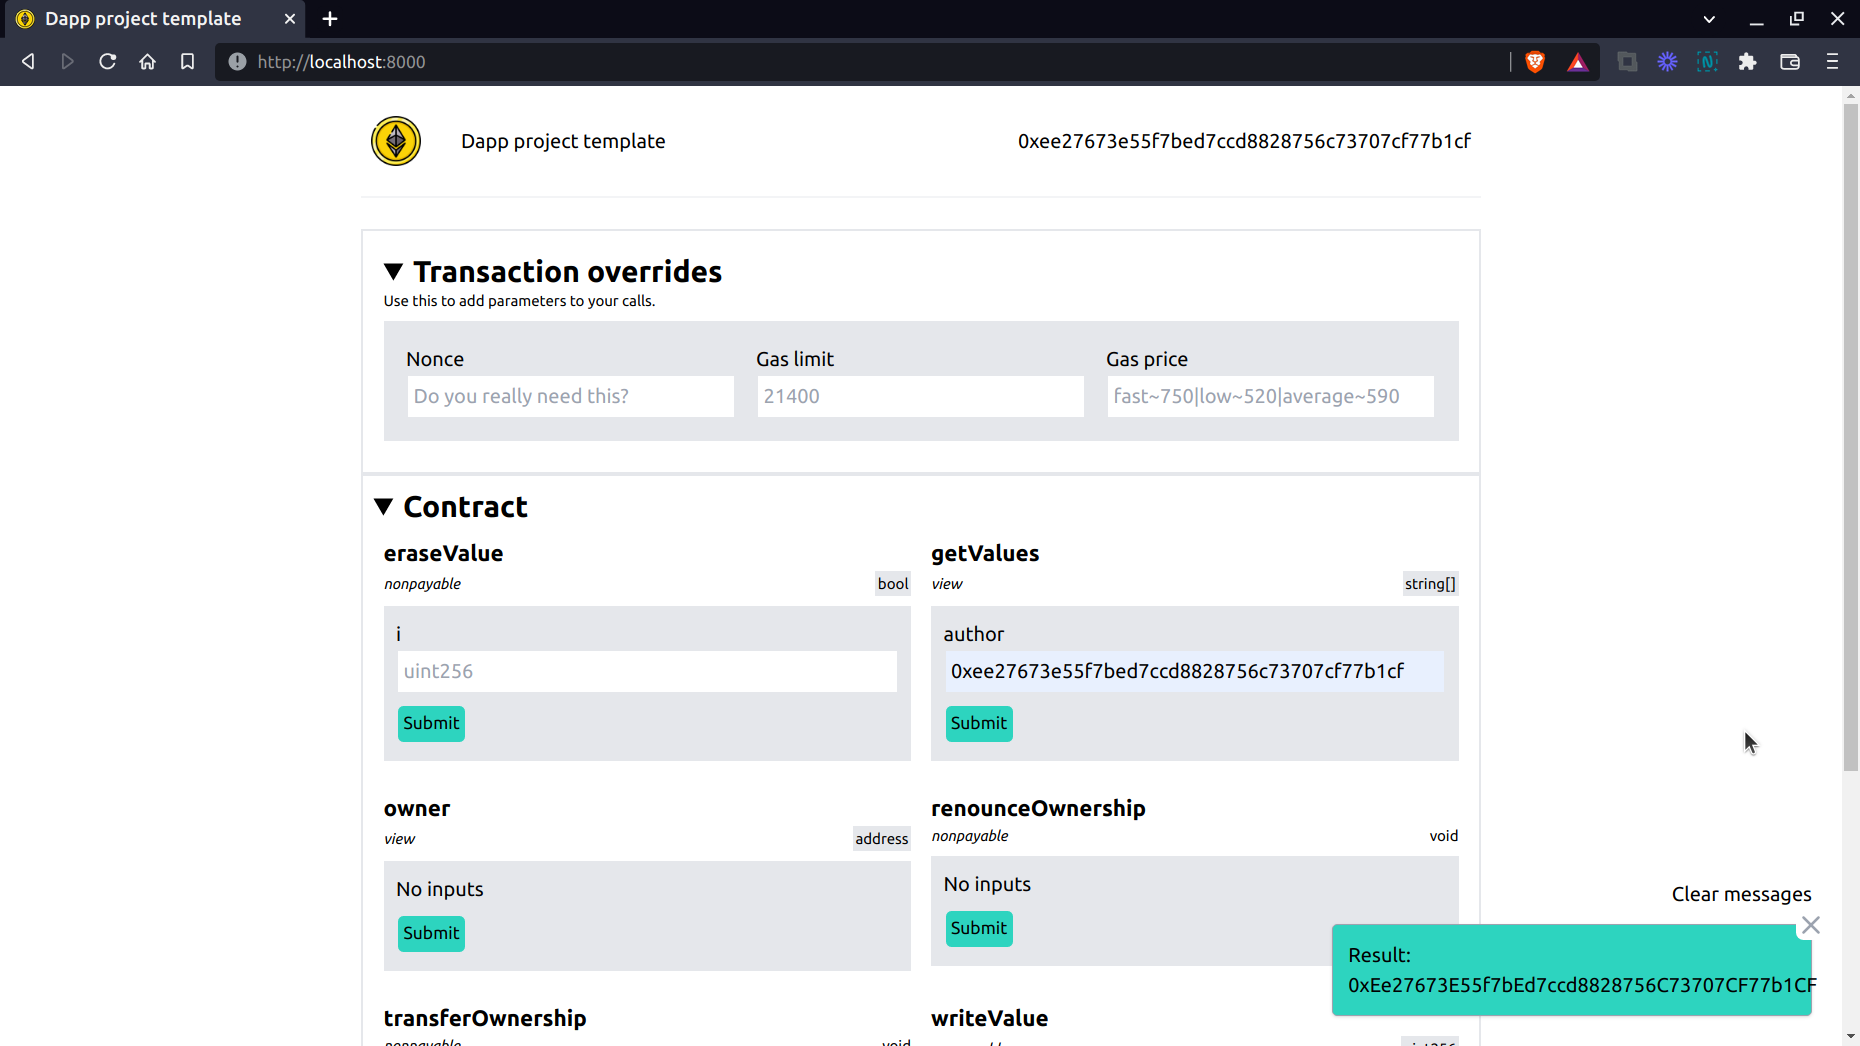 Dapp project template
http://localhost:8000
Dapp project template
0xee27673e55f7bed7ccd8828756c73707cf77b1cf
Transaction overrides
Use this to add parameters to your calls.
Nonce
Gas limit
Gas price
Do you really need this?
21400
fast~750|low~520|average~590
Contract
eraseValue
nonpayable
bool
i
uint256
Submit
getValues
view
string[]
author
0xee27673e55f7bed7ccd8828756c73707cf77b1cf
Submit
owner
view
address
No inputs
Submit
renounceOwnership
nonpayable
void
No inputs
Submit
Clear messages
Result:
0xEe27673E55f7bEd7ccd8828756C73707CF77b1CF
transferOwnership
nonpayable
void
writeValue
uint256